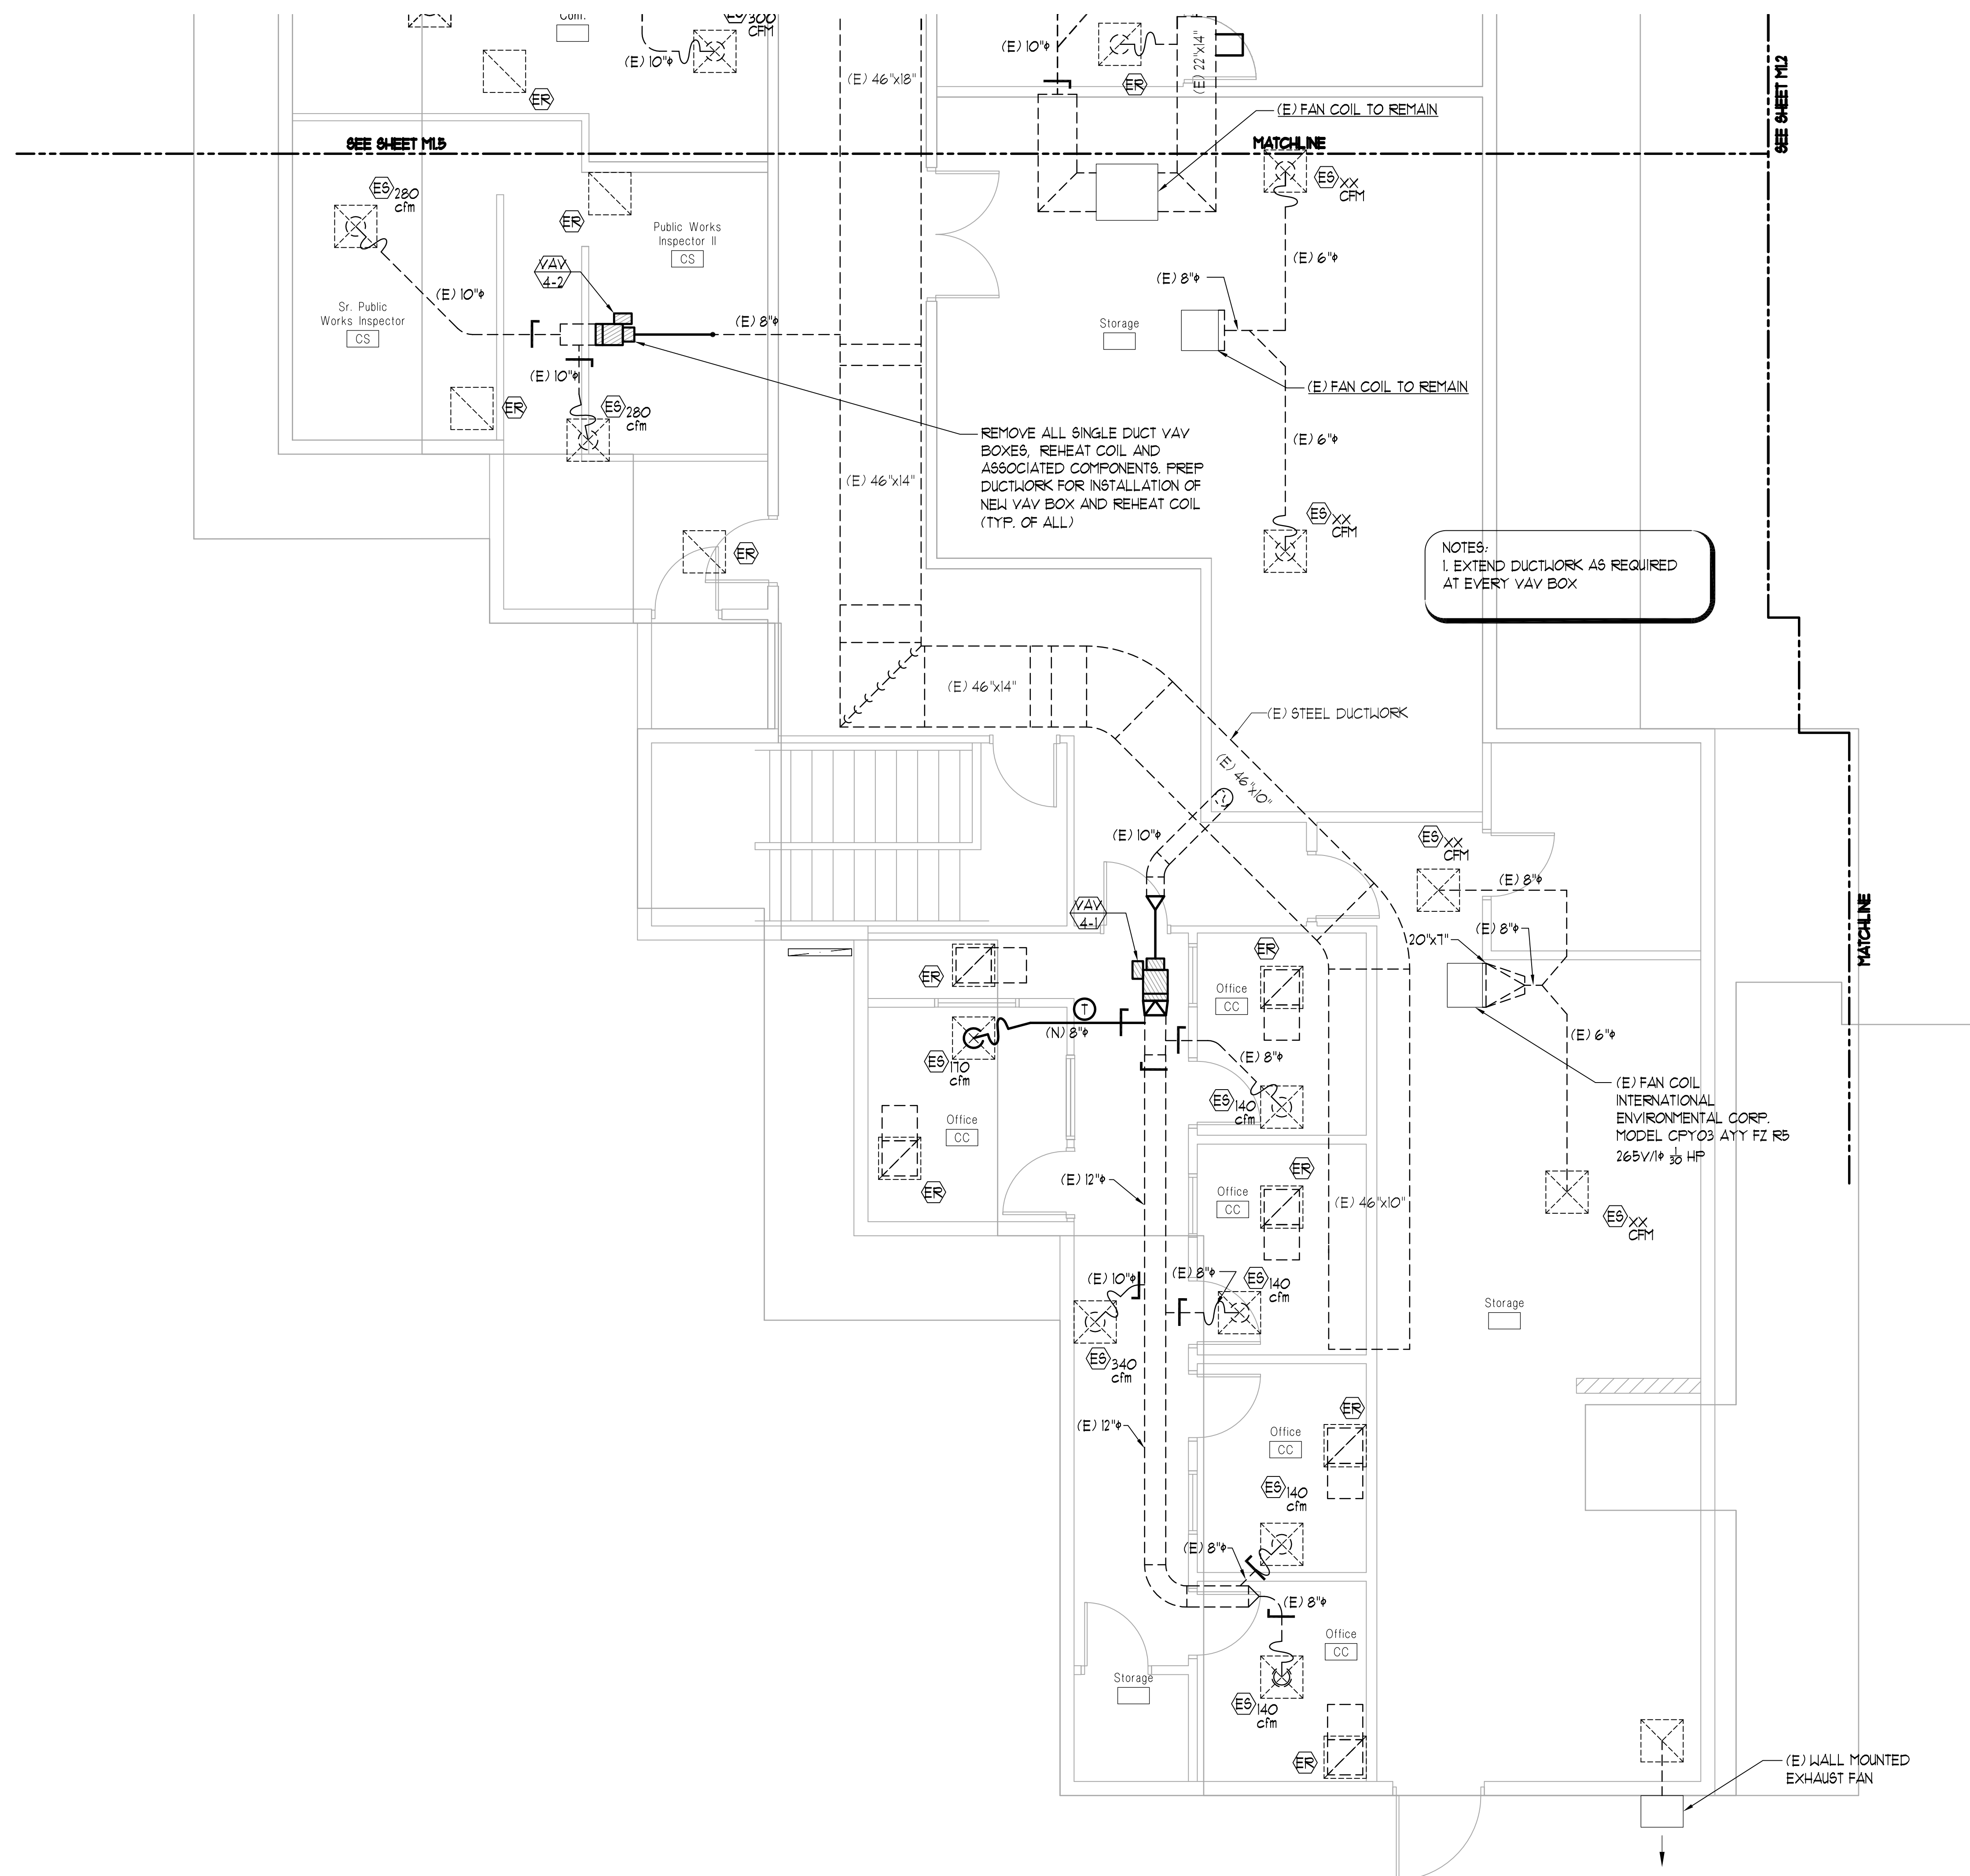 Conf.
ES 300
CFM
(E) 10"ϕ
ER
(E) 46"x18"
(E) 10"ϕ
ER
(E) 22"x14"
(E) FAN COIL TO REMAIN
SEE SHEET M1.2
SEE SHEET M1.5
MATCHLINE
ES 280
cfm
ER
Public Works
Inspector II
CS
VAV
4-2
(E) 10"ϕ
Sr. Public
Works Inspector
CS
(E) 8"ϕ
(E) 10"ϕ
ER
ES 280
cfm
ES XX
CFM
(E) 6"ϕ
(E) 8"ϕ
Storage
(E) FAN COIL TO REMAIN
(E) 6"ϕ
REMOVE ALL SINGLE DUCT VAV
BOXES, REHEAT COIL AND
ASSOCIATED COMPONENTS. PREP
DUCTWORK FOR INSTALLATION OF
NEW VAV BOX AND REHEAT COIL
(TYP. OF ALL)
(E) 46"x14"
ES XX
CFM
ER
NOTES:
1. EXTEND DUCTWORK AS REQUIRED
AT EVERY VAV BOX
(E) 46"x14"
(E) STEEL DUCTWORK
(E) 46"x10"
(E) 10"ϕ
ES XX
CFM
(E) 8"ϕ
VAV
4-1
MATCHLINE
20"x7"
(E) 8"ϕ
ER
ER
Office
CC
T
(N) 8"ϕ
(E) 8"ϕ
(E) 6"ϕ
ES 170
cfm
ES 140
cfm
(E) FAN COIL
INTERNATIONAL
ENVIRONMENTAL CORP.
MODEL CPY03 AYY FZ R5
265V/1ϕ 1/30 HP
Office
CC
ER
(E) 12"ϕ
ER
Office
CC
(E) 46"x10"
ES XX
CFM
(E) 10"ϕ
(E) 8"ϕ
ES 140
cfm
Storage
ES 340
cfm
(E) 12"ϕ
ER
Office
CC
ES 140
cfm
(E) 8"ϕ
(E) 8"ϕ
Office
CC
Storage
ES 140
cfm
ER
(E) WALL MOUNTED
EXHAUST FAN